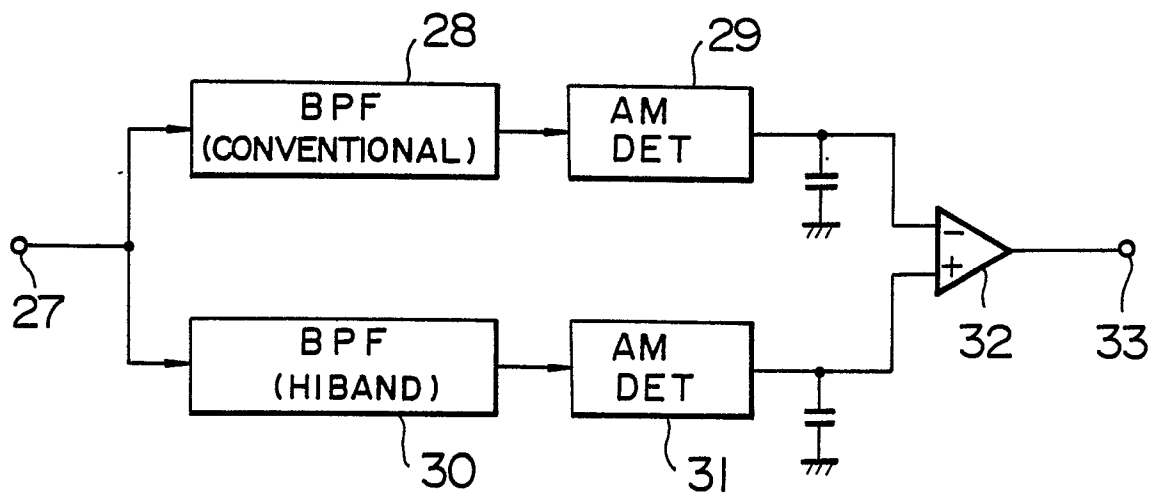 28
29
BPF
(CONVENTIONAL)
AM
DET
27
−
+
32
33
BPF
(HIBAND)
AM
DET
30
31